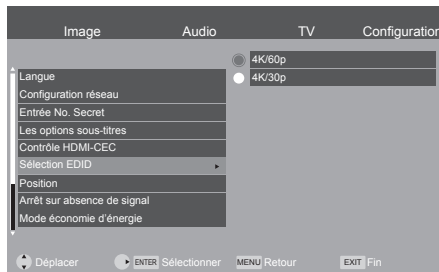 Image Audio TV Configuration
4K/60p
4K/30p
Langue
Configuration réseau
Entrée No. Secret
Les options sous-titres
Contrôle HDMI-CEC
Sélection EDID
Position
Arrêt sur absence de signal
Mode économie d'énergie
Déplacer ENTER Sélectionner MENU Retour EXIT Fin